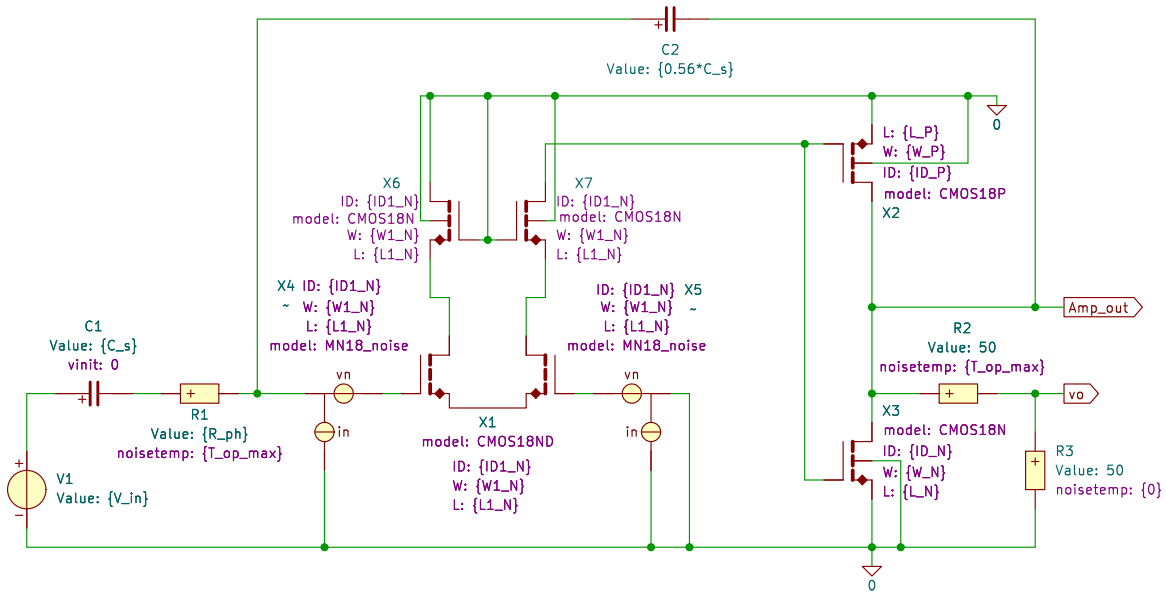 C2
Value: {0.56*C_s}
0
L: {L_P}
W: {W_P}
ID: {ID_P}
model: CMOS18P
X2
X6
ID: {ID1_N}
model: CMOS18N
W: {W1_N}
L: {L1_N}
X7
ID: {ID1_N}
model: CMOS18N
W: {W1_N}
L: {L1_N}
X4 ID: {ID1_N}
~ W: {W1_N}
L: {L1_N}
model: MN18_noise
ID: {ID1_N} X5
W: {W1_N} ~
L: {L1_N}
model: MN18_noise
Amp_out
C1
Value: {C_s}
vinit: 0
R1
Value: {R_ph}
noisetemp: {T_op_max}
vn
in
vn
in
X1
model: CMOS18ND
ID: {ID1_N}
W: {W1_N}
L: {L1_N}
R2
Value: 50
noisetemp: {T_op_max}
vo
X3
model: CMOS18N
ID: {ID_N}
W: {W_N}
L: {L_N}
R3
Value: 50
noisetemp: {0}
V1
Value: {V_in}
0